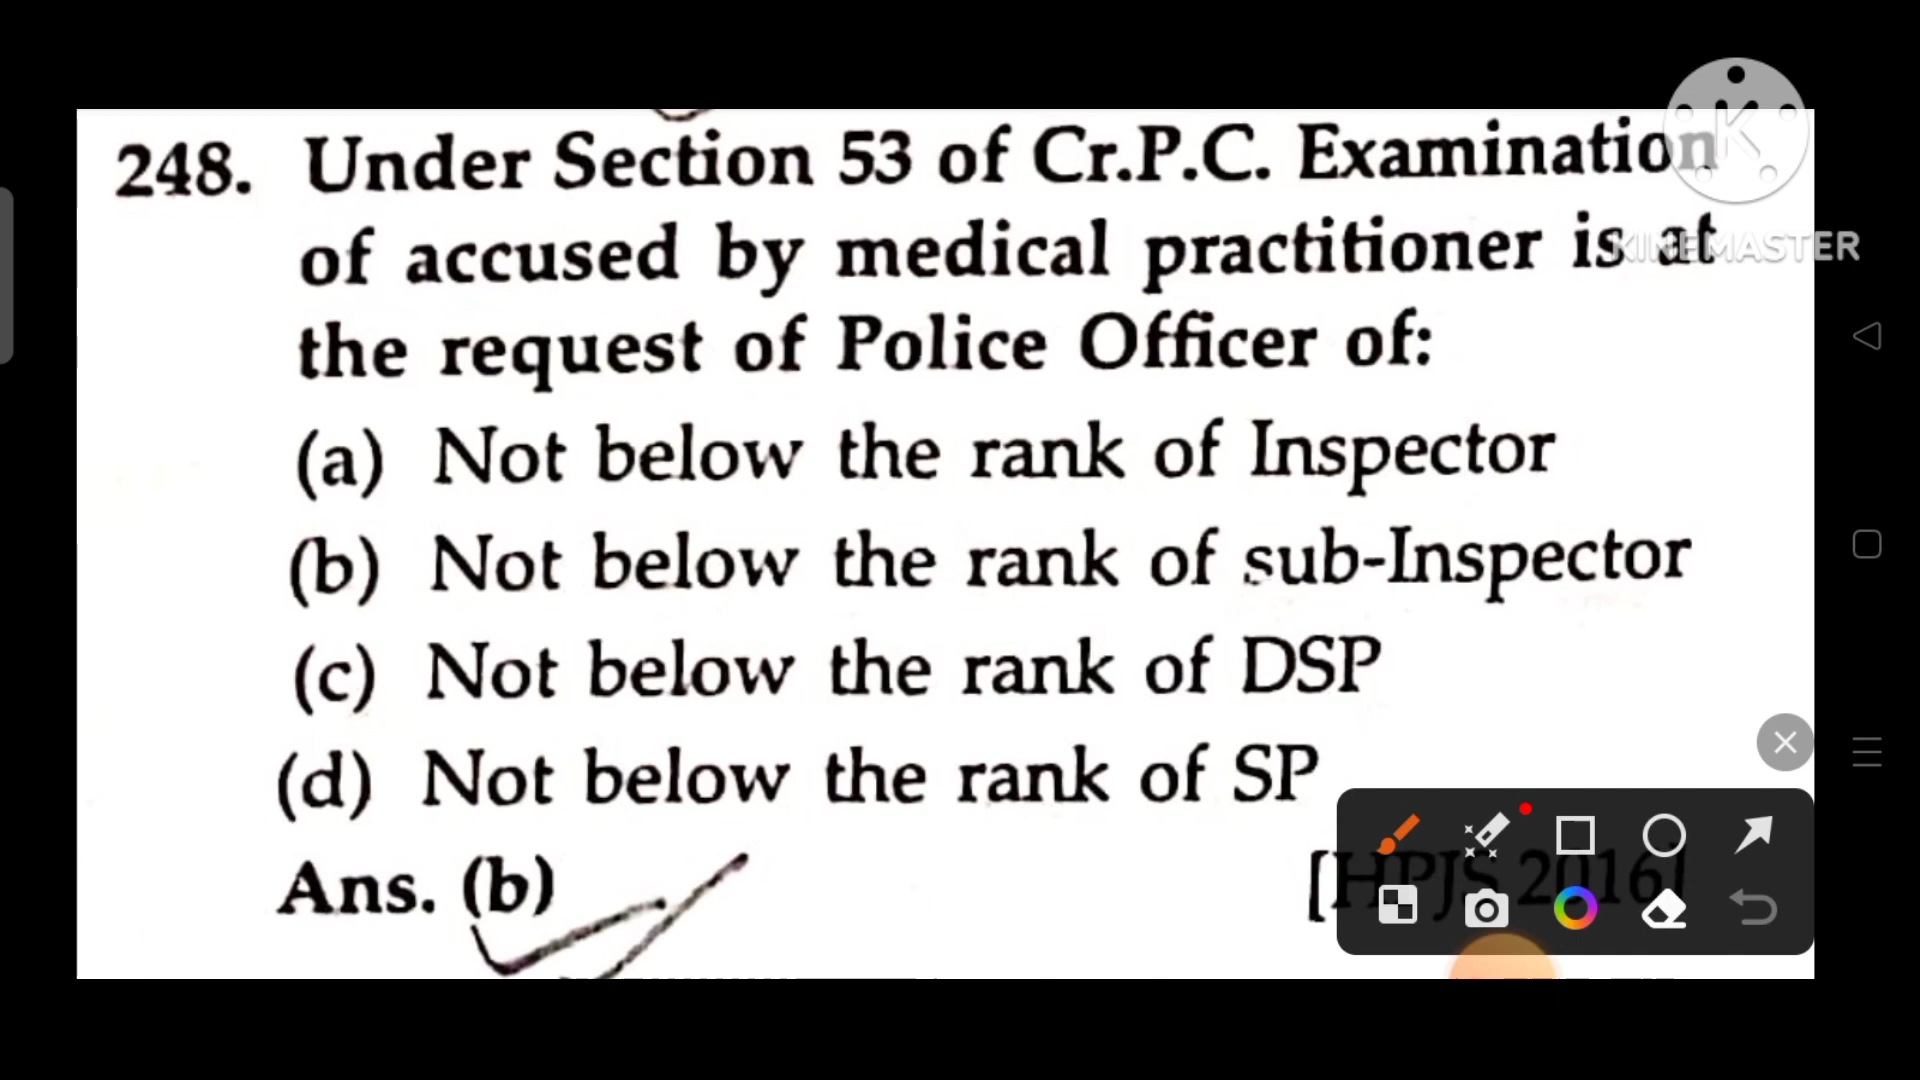 248. Under Section 53 of Cr.P.C. Examination
of accused by medical practitioner is at
the request of Police Officer of:
(a) Not below the rank of Inspector
(b) Not below the rank of sub-Inspector
(c) Not below the rank of DSP
(d) Not below the rank of SP
Ans. (b)
[HPJS 2016]
K
KINEMASTER